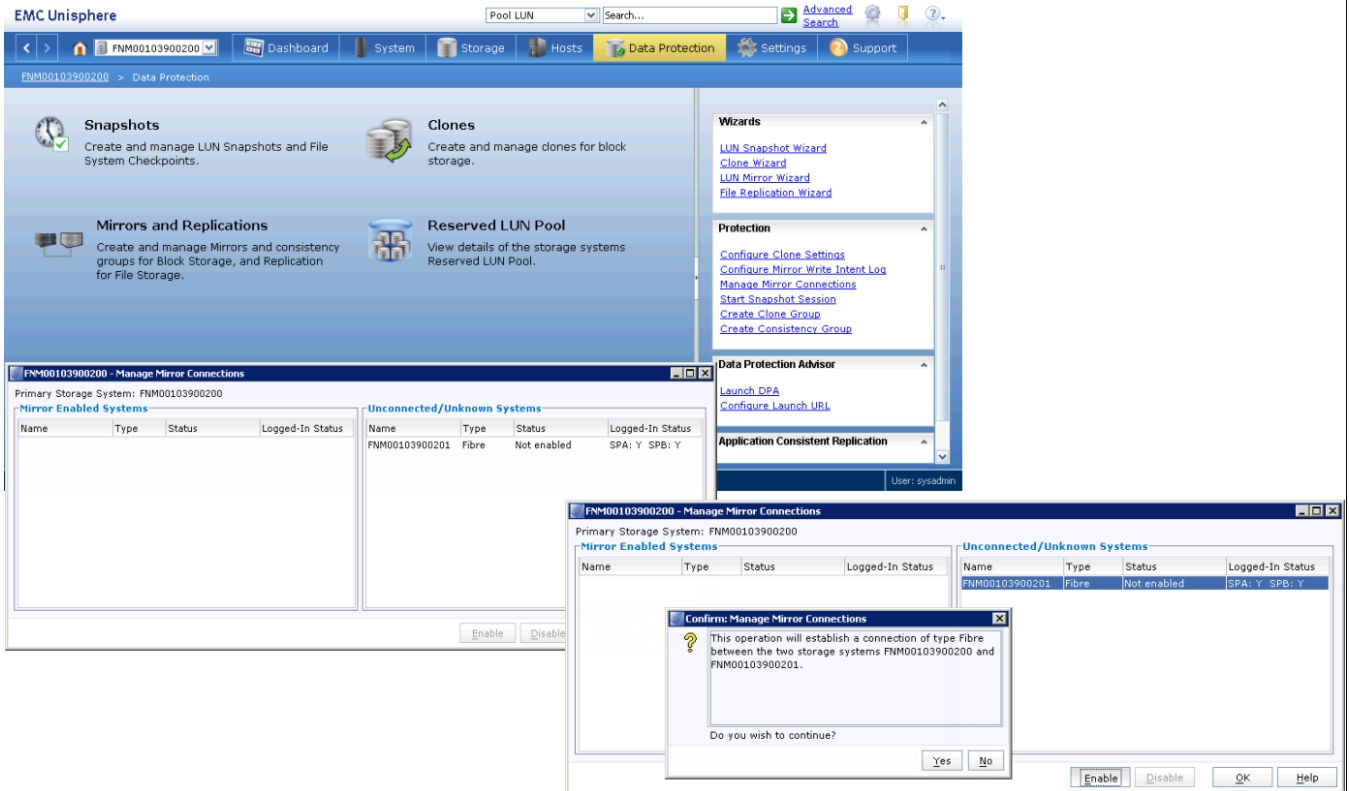 EMC Unisphere
Pool LUN
Search...
Advanced
Search
FNM00103900200
Dashboard
System
Storage
Hosts
Data Protection
Settings
Support
FNM00103900200 > Data Protection
Snapshots
Create and manage LUN Snapshots and File
System Checkpoints.
Clones
Create and manage clones for block
storage.
Mirrors and Replications
Create and manage Mirrors and consistency
groups for Block Storage, and Replication
for File Storage.
Reserved LUN Pool
View details of the storage systems
Reserved LUN Pool.
Wizards
LUN Snapshot Wizard
Clone Wizard
LUN Mirror Wizard
File Replication Wizard
Protection
Configure Clone Settings
Configure Mirror Write Intent Log
Manage Mirror Connections
Start Snapshot Session
Create Clone Group
Create Consistency Group
Data Protection Advisor
Launch DPA
Configure Launch URL
Application Consistent Replication
User: sysadmin
FNM00103900200 - Manage Mirror Connections
Primary Storage System: FNM00103900200
Mirror Enabled Systems
Name Type Status Logged-In Status
Unconnected/Unknown Systems
Name Type Status Logged-In Status
FNM00103900201 Fibre Not enabled SPA: Y SPB: Y
Enable Disable
FNM00103900200 - Manage Mirror Connections
Primary Storage System: FNM00103900200
Mirror Enabled Systems
Name Type Status Logged-In Status
Unconnected/Unknown Systems
Name Type Status Logged-In Status
FNM00103900201 Fibre Not enabled SPA: Y SPB: Y
Confirm: Manage Mirror Connections
This operation will establish a connection of type Fibre
between the two storage systems FNM00103900200 and
FNM00103900201.
Do you wish to continue?
Yes No
Enable Disable OK Help